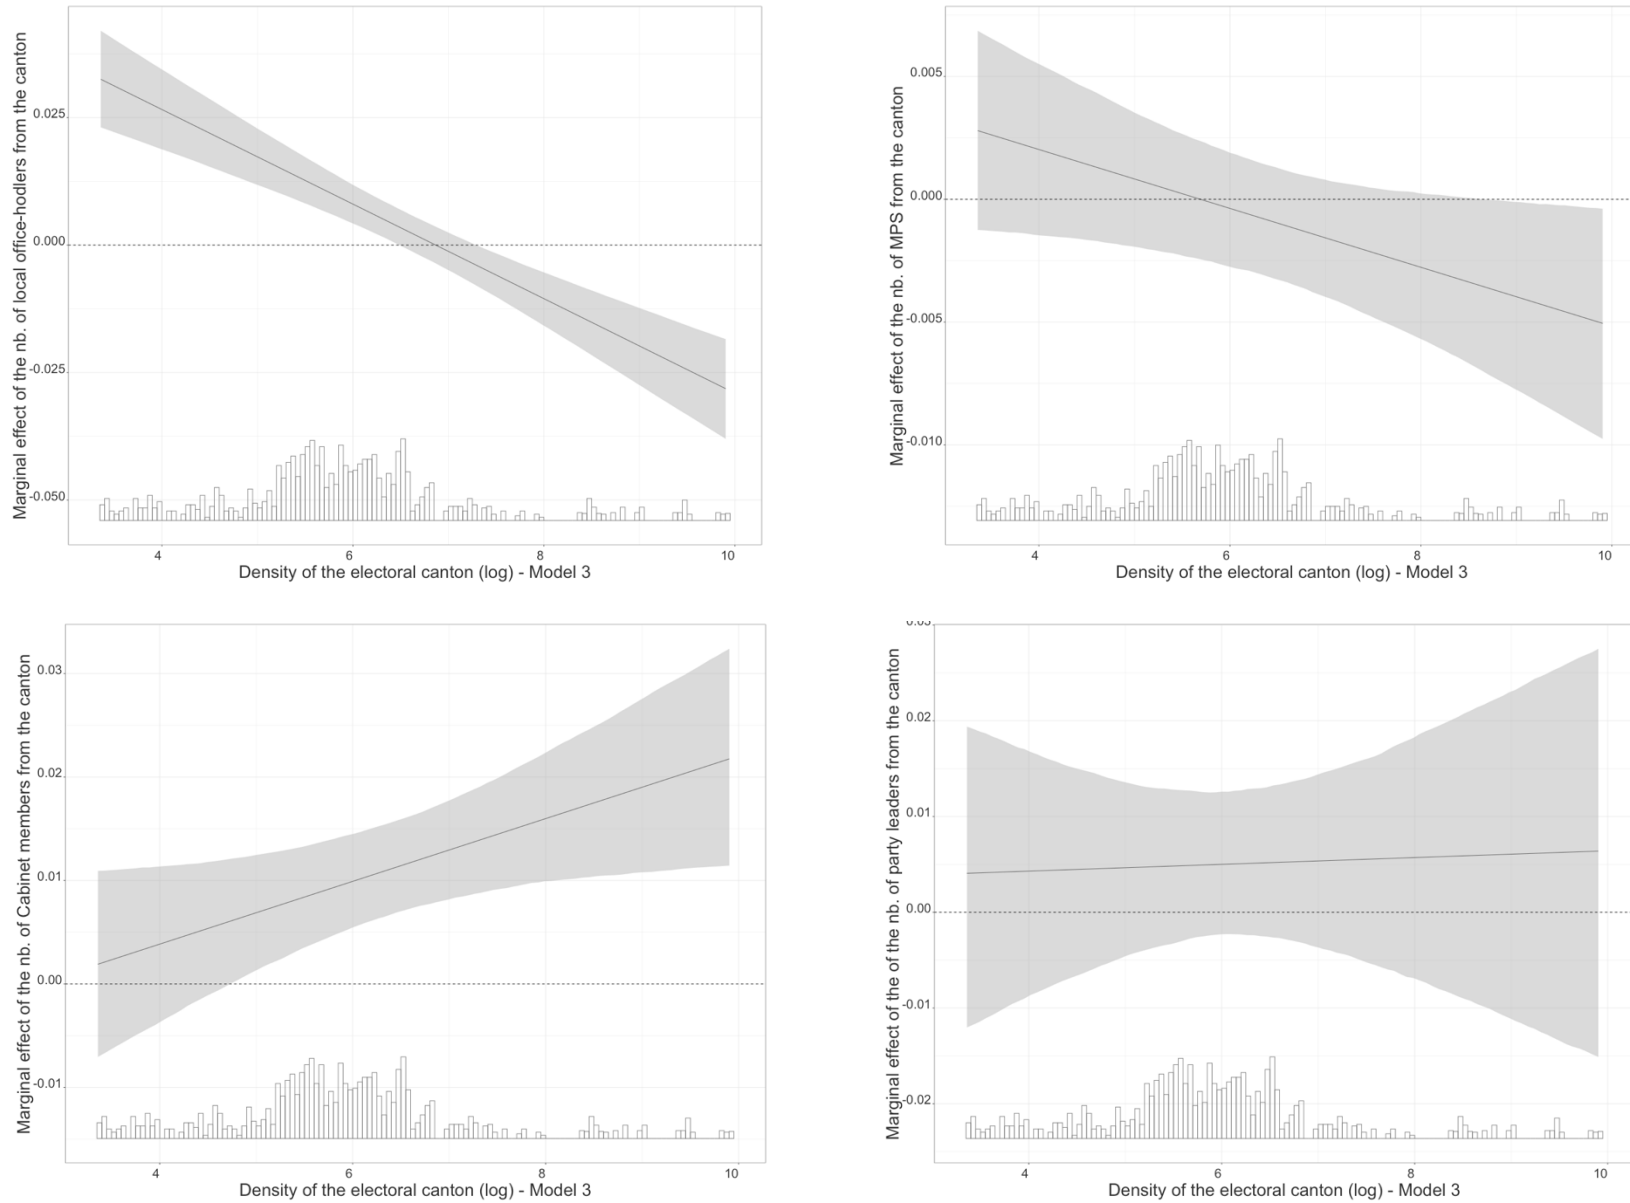 Marginal effect of the nb. of local office-hodlers from the canton
0.025
0.000
-0.025
-0.050
4 6 8 10
Density of the electoral canton (log) - Model 3
Marginal effect of the nb. of MPS from the canton
0.005
0.000
-0.005
-0.010
4 6 8 10
Density of the electoral canton (log) - Model 3
Marginal effect of the nb. of Cabinet members from the canton
0.03
0.02
0.01
0.00
-0.01
4 6 8 10
Density of the electoral canton (log) - Model 3
Marginal effect of the of the nb. of party leaders from the canton
0.03
0.02
0.01
0.00
-0.01
-0.02
4 6 8 10
Density of the electoral canton (log) - Model 3